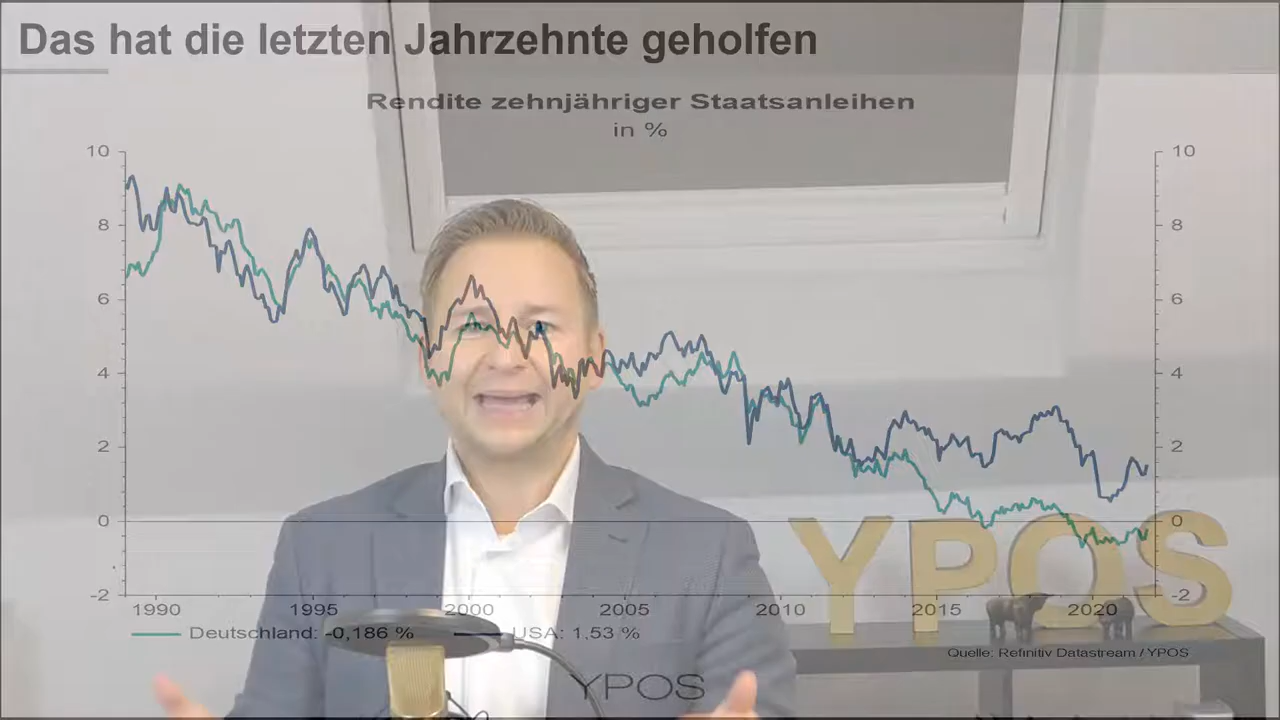 Das hat die letzten Jahrzehnte geholfen
Rendite zehnjähriger Staatsanleihen
in %
10 10
8 8
6 6
4 4
2 2
0 0
-2 -2
1990 1995 2000 2005 2010 2015 2020
Deutschland: -0,186 % USA: 1,53 %
Quelle: Refinitiv Datastream / YPOS
YPOS
YPOS